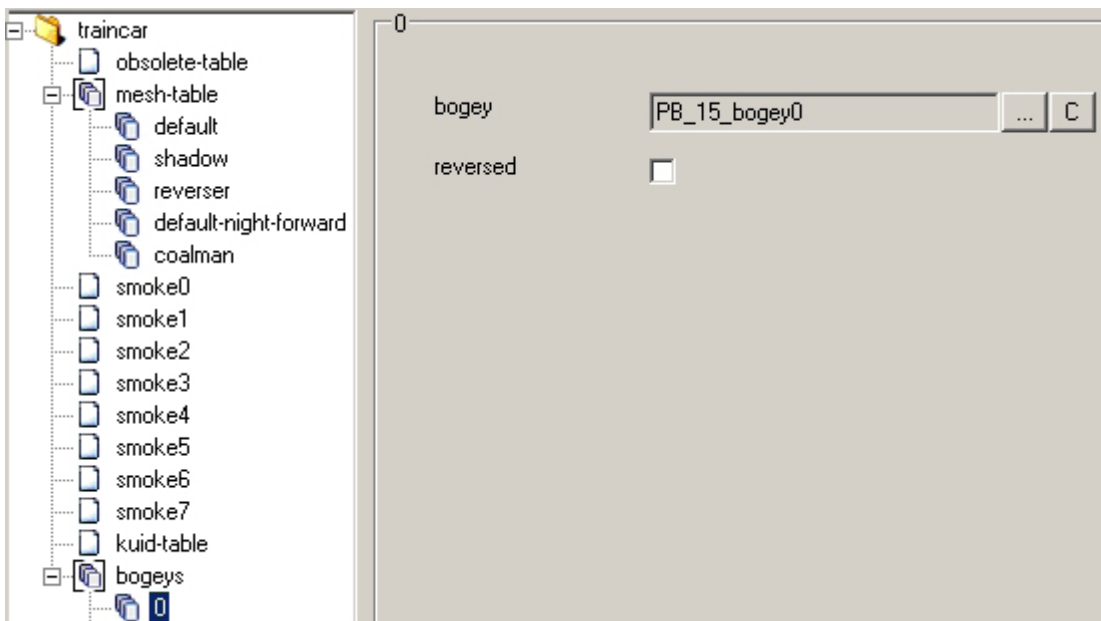 traincar
obsolete-table
mesh-table
default
shadow
reverser
default-night-forward
coalman
smoke0
smoke1
smoke2
smoke3
smoke4
smoke5
smoke6
smoke7
kuid-table
bogeys
0
0
bogey PB_15_bogey0 ... C
reversed